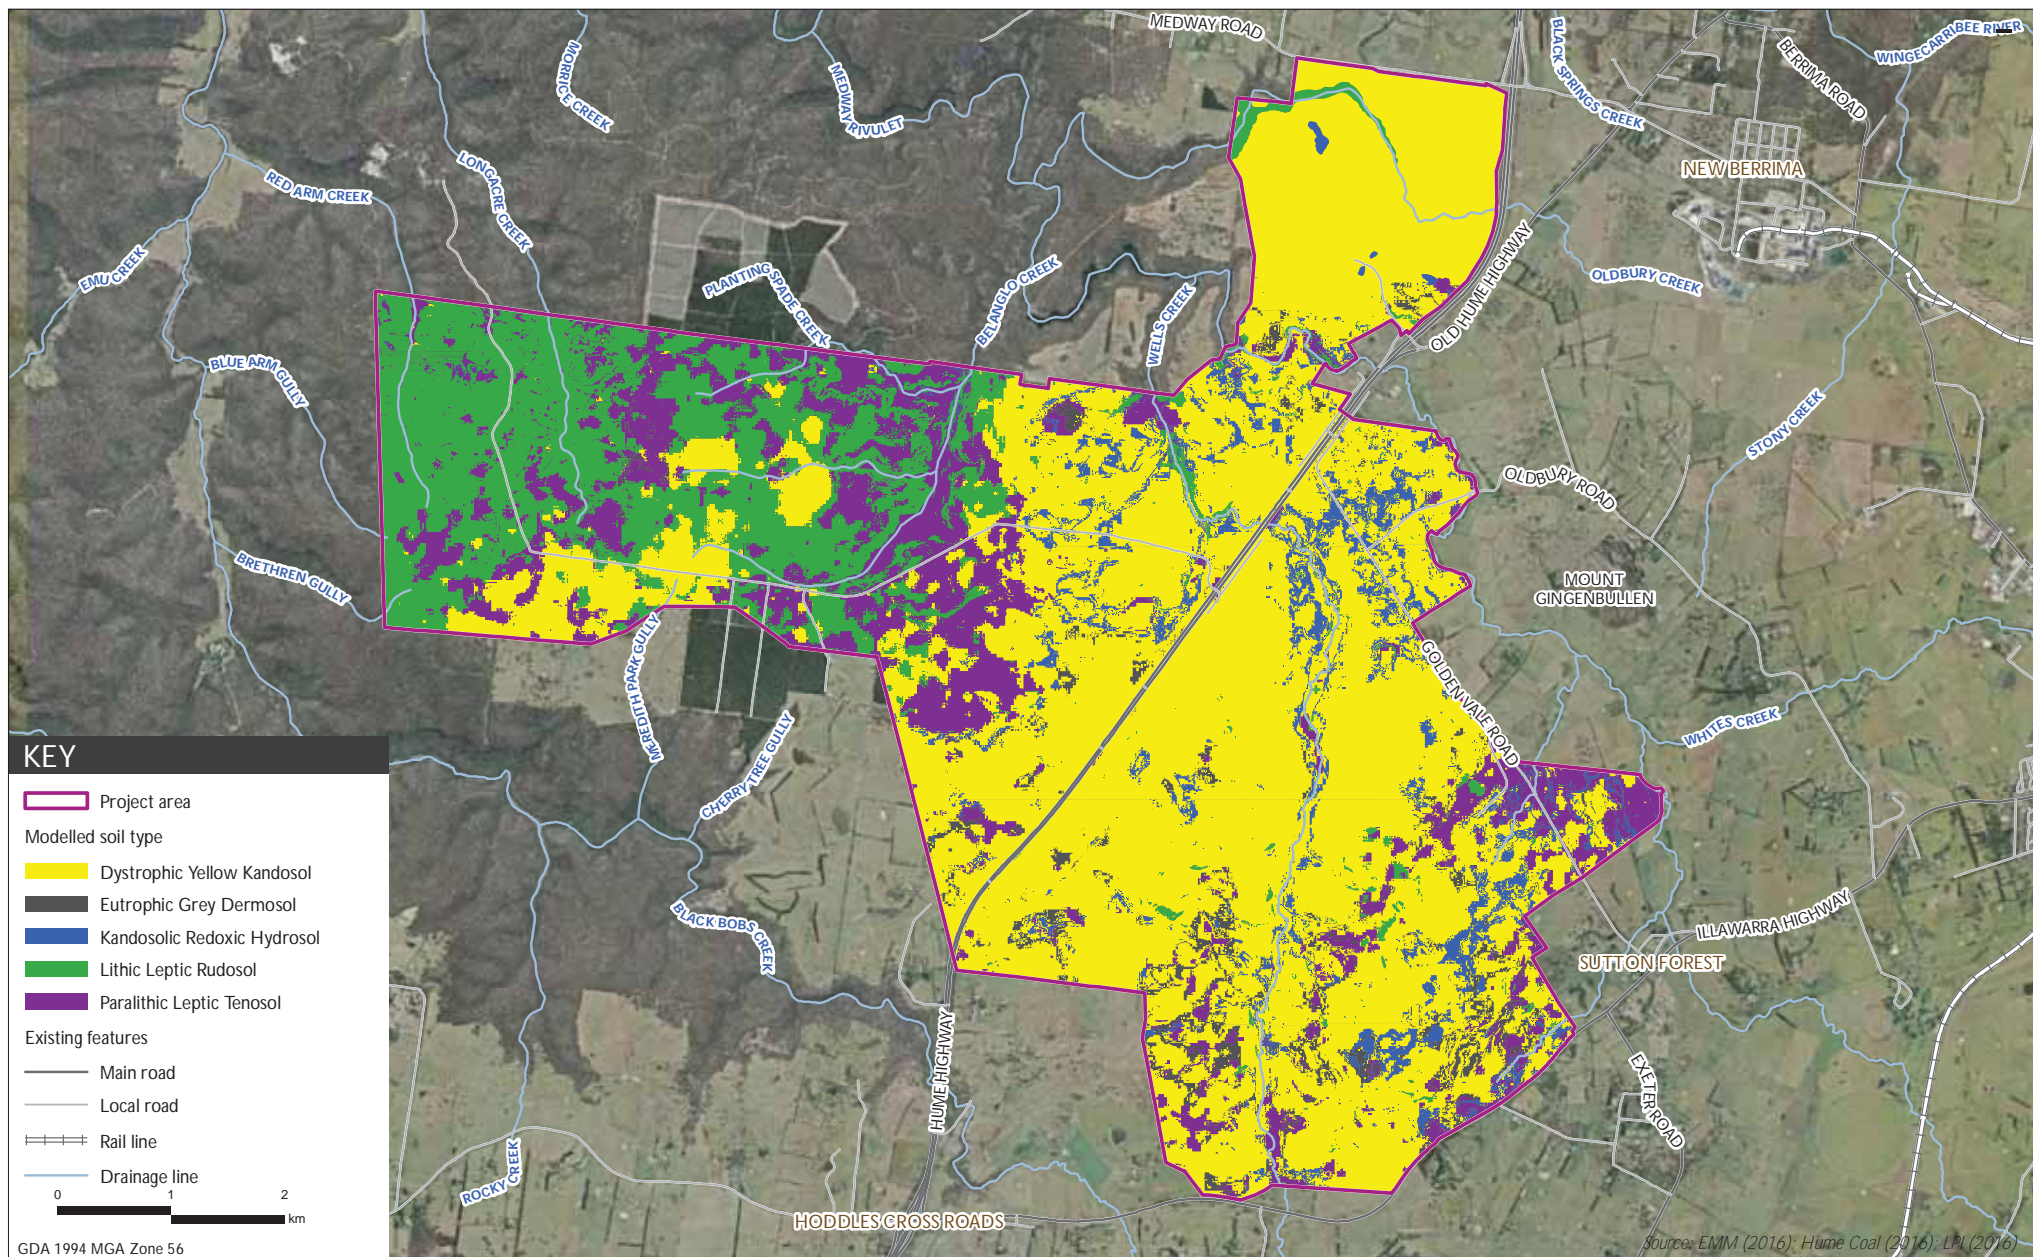 MEDWAY ROAD
BLACK SPRINGS CREEK
BERRIMA ROAD
WINGECARRIBEE RIVER
MORRICE CREEK
MEDWAY RIVULET
NEW BERRIMA
RED ARM CREEK
LONGACRE CREEK
EMU CREEK
PLANTING SPADE CREEK
BELANGLO CREEK
WELLS CREEK
OLD HUME HIGHWAY
OLDBURY CREEK
BLUE ARM GULLY
STONY CREEK
OLDBURY ROAD
BRETHREN GULLY
MOUNT
GINGENBULLEN
MEREDITH PARK GULLY
GOLDEN VALE ROAD
WHITES CREEK
CHERRY TREE GULLY
BLACK BOBS CREEK
ILLAWARRA HIGHWAY
SUTTON FOREST
HUME HIGHWAY
EXETER ROAD
ROCKY CREEK
HODDLES CROSS ROADS
KEY
Project area
Modelled soil type
Dystrophic Yellow Kandosol
Eutrophic Grey Dermosol
Kandosolic Redoxic Hydrosol
Lithic Leptic Rudosol
Paralithic Leptic Tenosol
Existing features
Main road
Local road
Rail line
Drainage line
0 1 2
km
GDA 1994 MGA Zone 56
Source: EMM (2016); Hume Coal (2016); LPI (2016)